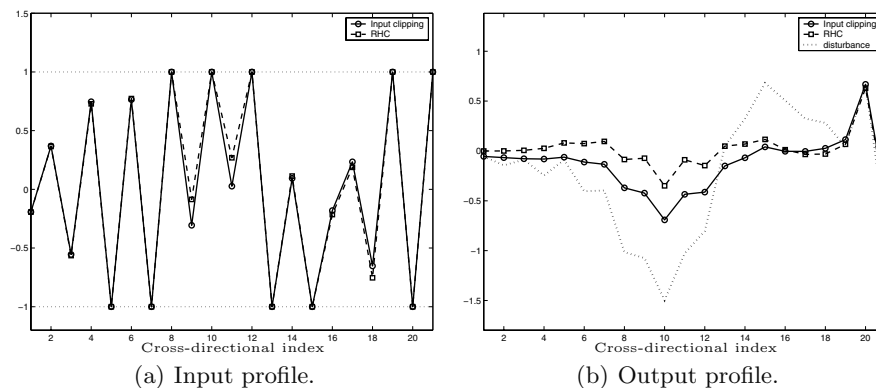 1.5
1
0.5
0
−0.5
−1
2 4 6 8 10 12 14 16 18 20
Input clipping
RHC
Cross-directional index
(a) Input profile.
1
0.5
0
−0.5
−1
−1.5
2 4 6 8 10 12 14 16 18 20
Input clipping
RHC
disturbance
Cross-directional index
(b) Output profile.